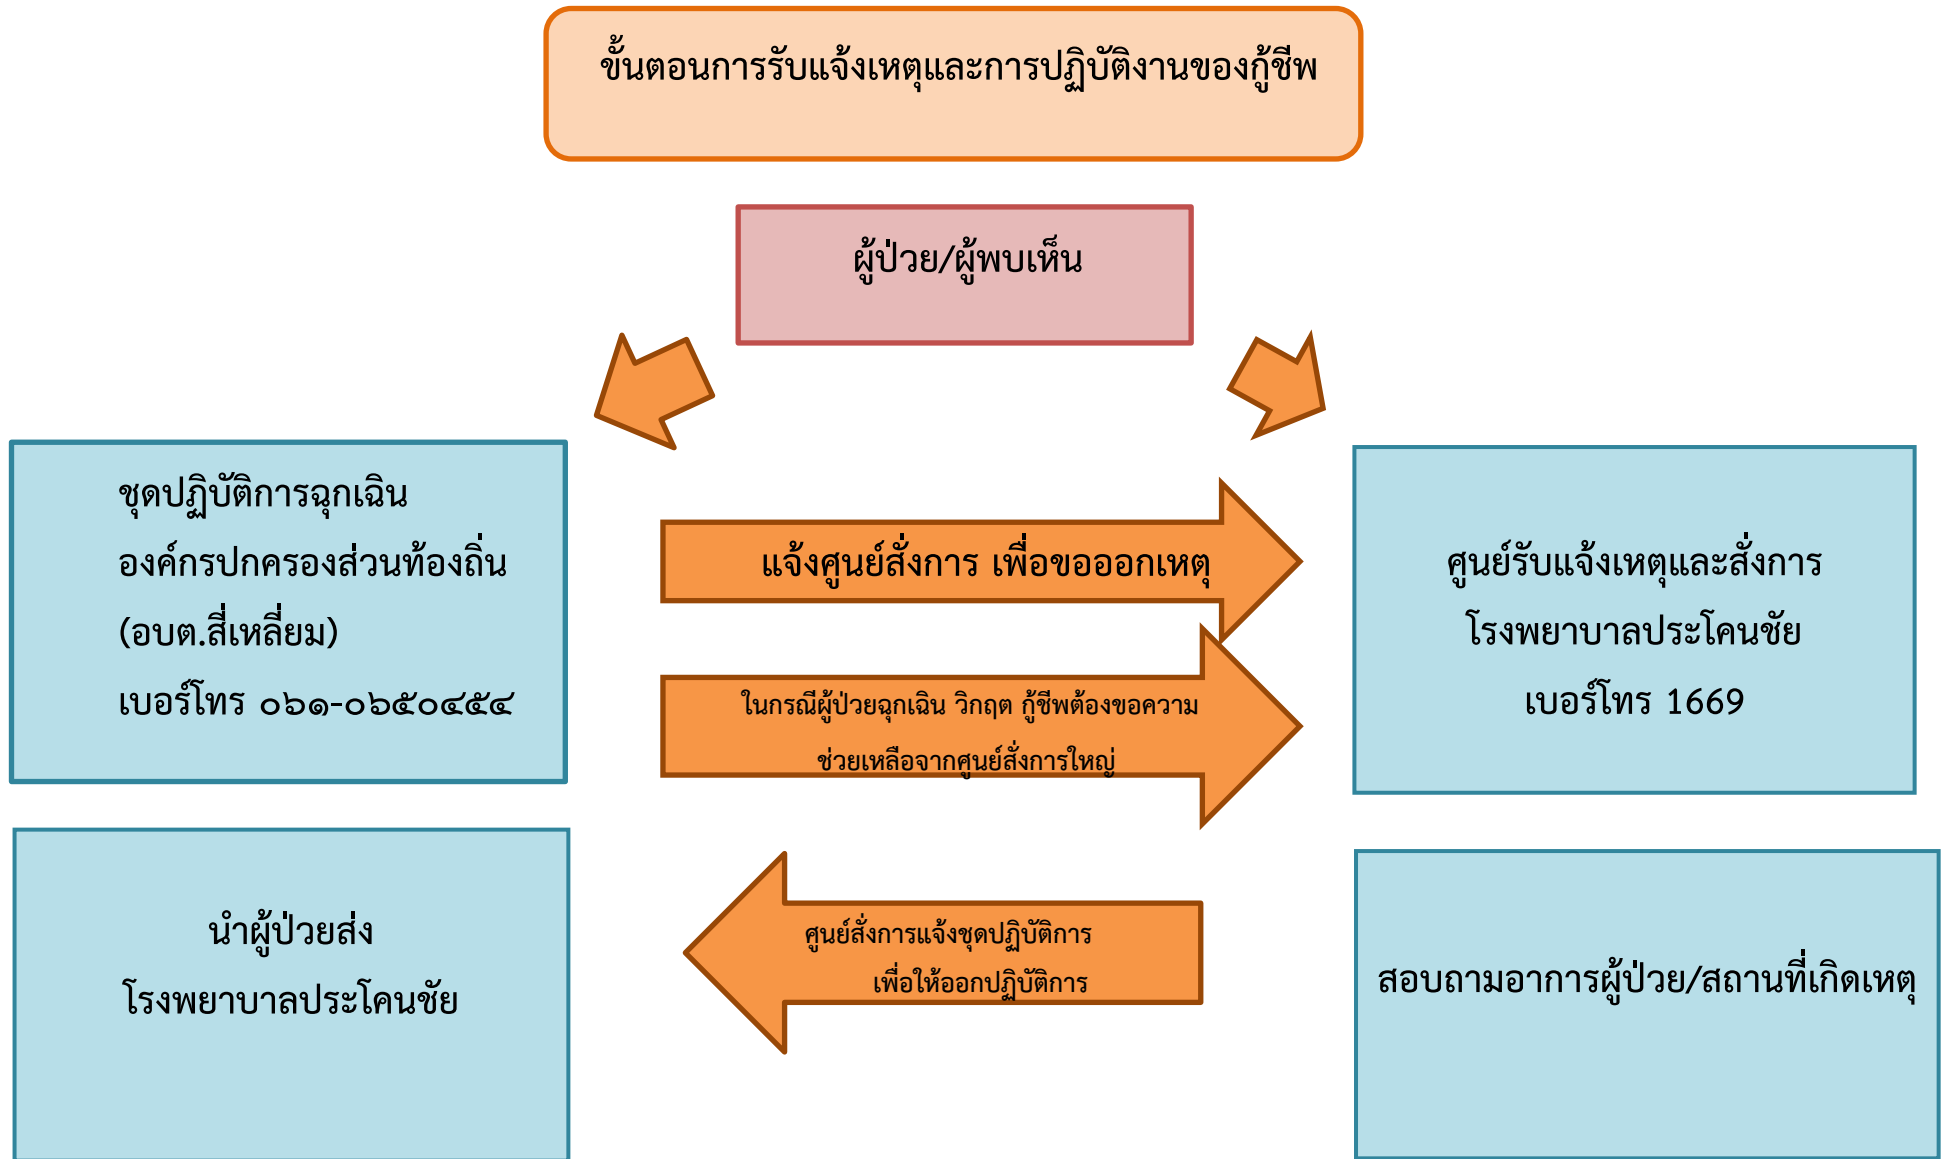 ขั้นตอนการรับแจ้งเหตุและการปฏิบัติงานของกู้ชีพ
ผู้ป่วย/ผู้พบเห็น
ชุดปฏิบัติการฉุกเฉิน
องค์กรปกครองส่วนท้องถิ่น
(อบต.สี่เหลี่ยม)
เบอร์โทร ๐๖๑-๐๖๕๐๔๕๔
แจ้งศูนย์สั่งการ เพื่อขอออกเหตุ
ในกรณีผู้ป่วยฉุกเฉิน วิกฤต กู้ชีพต้องขอความ
ช่วยเหลือจากศูนย์สั่งการใหญ่
ศูนย์รับแจ้งเหตุและสั่งการ
โรงพยาบาลประโคนชัย
เบอร์โทร 1669
นำผู้ป่วยส่ง
โรงพยาบาลประโคนชัย
ศูนย์สั่งการแจ้งชุดปฏิบัติการ
เพื่อให้ออกปฏิบัติการ
สอบถามอาการผู้ป่วย/สถานที่เกิดเหตุ